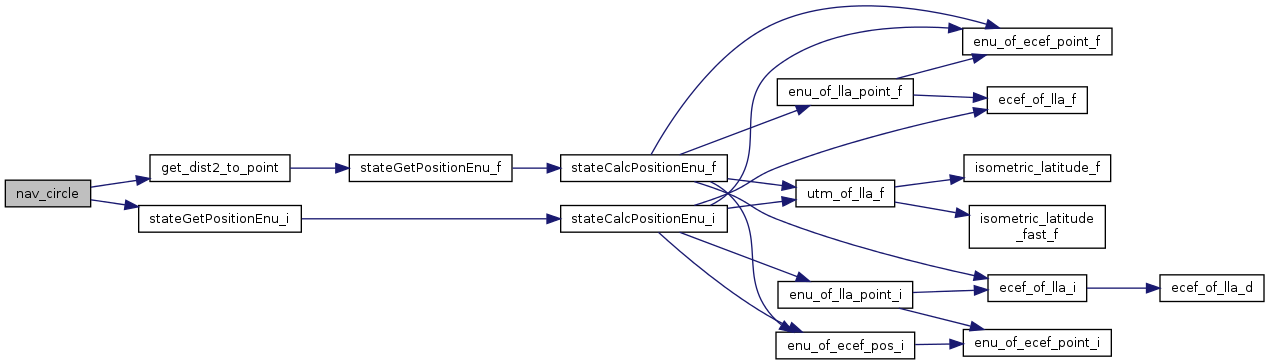 nav_circle
get_dist2_to_point
stateGetPositionEnu_i
stateGetPositionEnu_f
stateCalcPositionEnu_f
stateCalcPositionEnu_i
enu_of_lla_point_f
utm_of_lla_f
enu_of_lla_point_i
enu_of_ecef_pos_i
enu_of_ecef_point_f
ecef_of_lla_f
isometric_latitude_f
isometric_latitude
_fast_f
ecef_of_lla_i
enu_of_ecef_point_i
ecef_of_lla_d